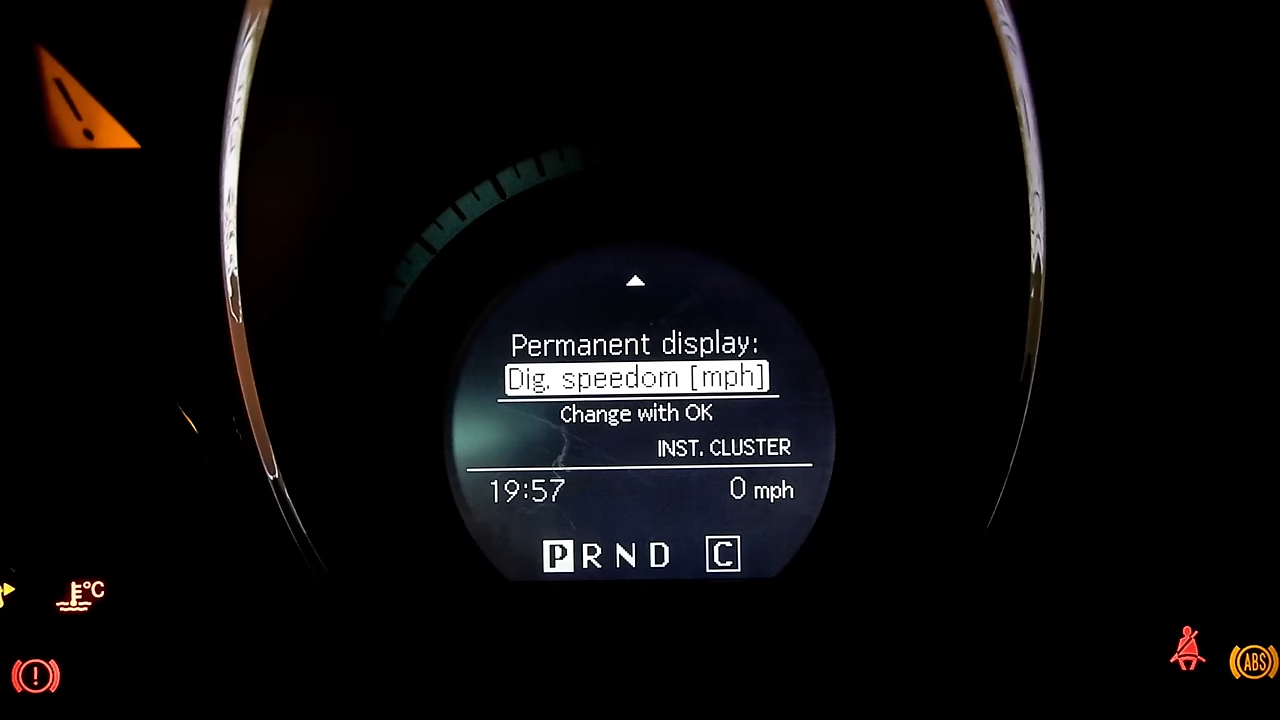 Permanent display:
Dig. speedom [mph]
Change with OK
INST. CLUSTER
19:57 0 mph
P R N D C
°C
!
ABS